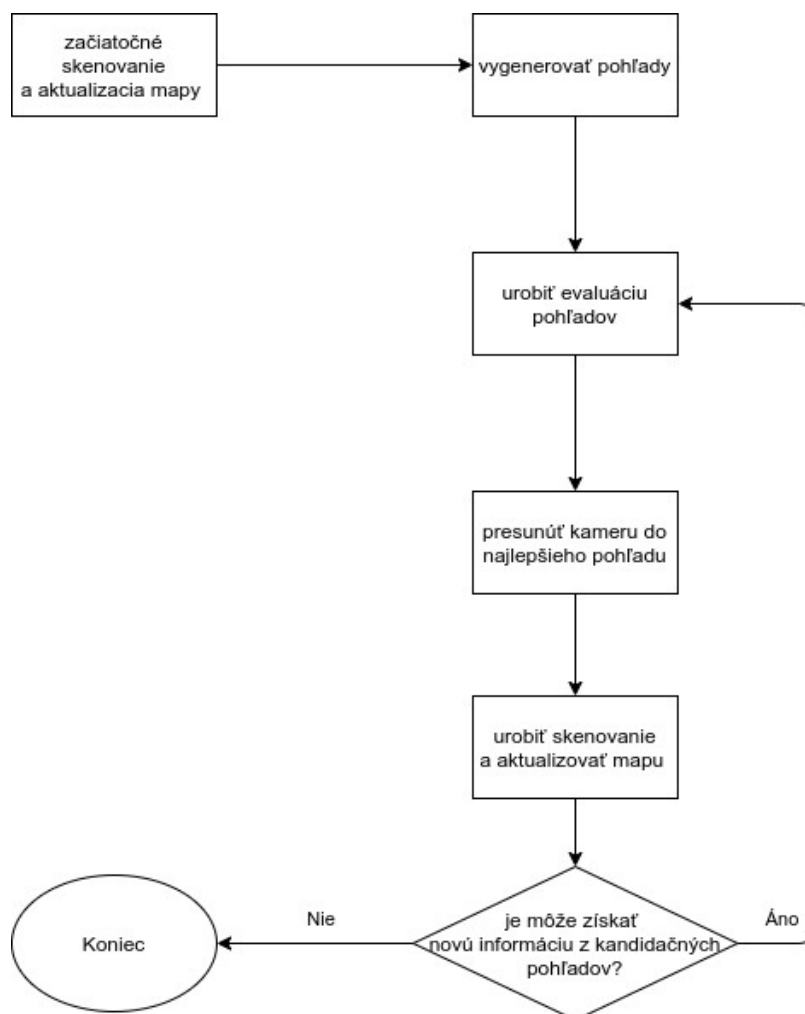 začiatočné
skenovanie
a aktualizacia mapy
vygenerovať pohľady
urobiť evaluáciu
pohľadov
presunúť kameru do
najlepšieho pohľadu
urobiť skenovanie
a aktualizovať mapu
je môže získať
novú informáciu z kandidačných
pohľadov?
Nie
Áno
Koniec